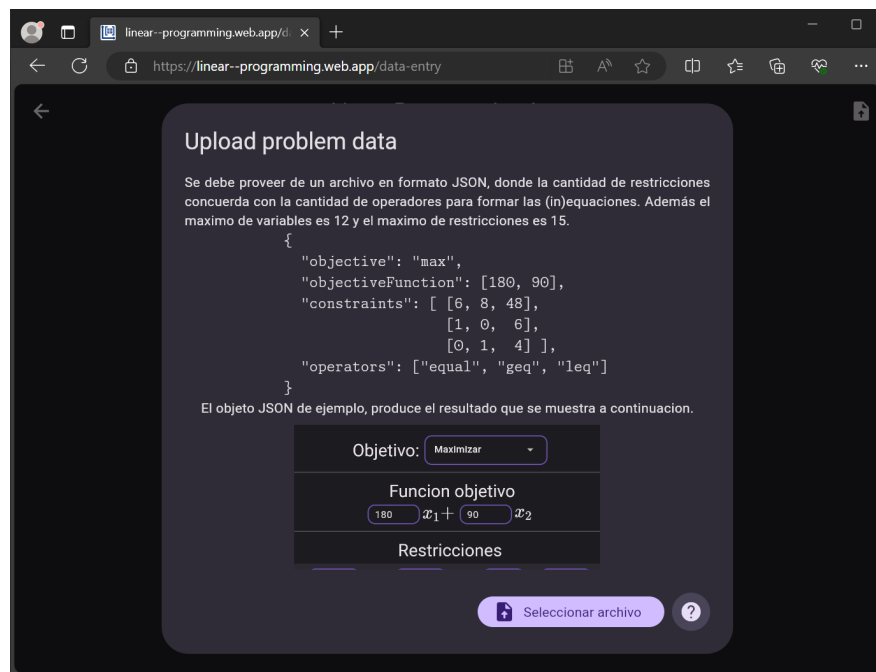 linear--programming.web.app/d
https://linear--programming.web.app/data-entry
Upload problem data
Se debe proveer de un archivo en formato JSON, donde la cantidad de restricciones
concuerda con la cantidad de operadores para formar las (in)equaciones. Además el
maximo de variables es 12 y el maximo de restricciones es 15.
{
"objective": "max",
"objectiveFunction": [180, 90],
"constraints": [ [6, 8, 48],
[1, 0, 6],
[0, 1, 4] ],
"operators": ["equal", "geq", "leq"]
}
El objeto JSON de ejemplo, produce el resultado que se muestra a continuacion.
Objetivo: Maximizar
Funcion objetivo
180 x₁+ 90 x₂
Restricciones
Seleccionar archivo ?